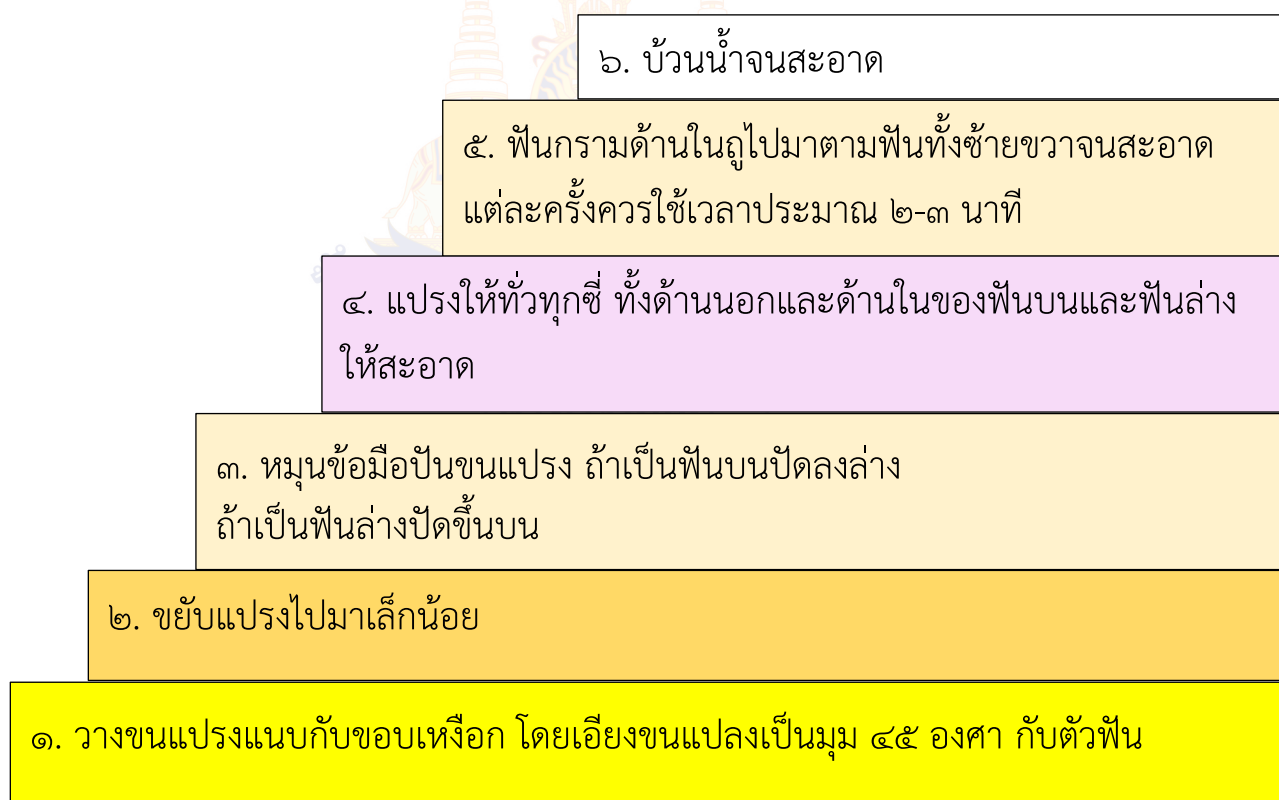 ๖. บ้วนน้ำจนสะอาด
๕. ฟันกรามด้านในถูไปมาตามฟันทั้งซ้ายขวาจนสะอาด
แต่ละครั้งควรใช้เวลาประมาณ ๒-๓ นาที
๔. แปรงให้ทั่วทุกซี่ ทั้งด้านนอกและด้านในของฟันบนและฟันล่าง
ให้สะอาด
๓. หมุนข้อมือปันขนแปรง ถ้าเป็นฟันบนปัดลงล่าง
ถ้าเป็นฟันล่างปัดขึ้นบน
๒. ขยับแปรงไปมาเล็กน้อย
๑. วางขนแปรงแนบกับขอบเหงือก โดยเอียงขนแปลงเป็นมุม ๔๕ องศา กับตัวฟัน